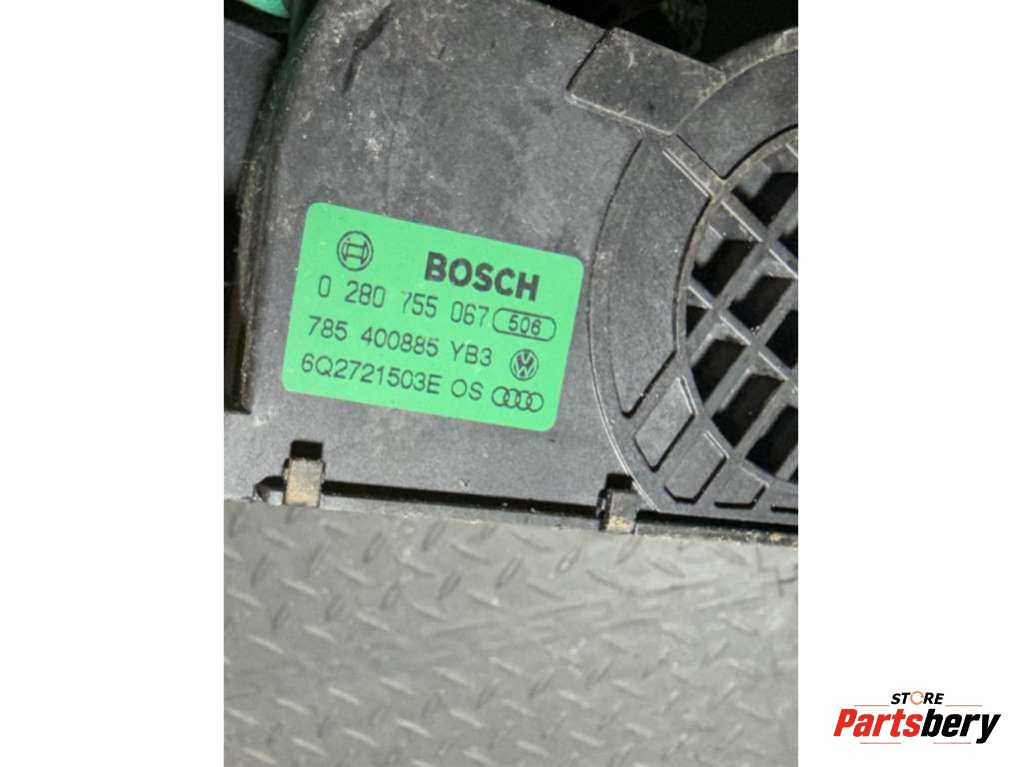 BOSCH
0 280 755 067 506
785 400885 YB3
6Q2721503E OS
STORE
Partsbery